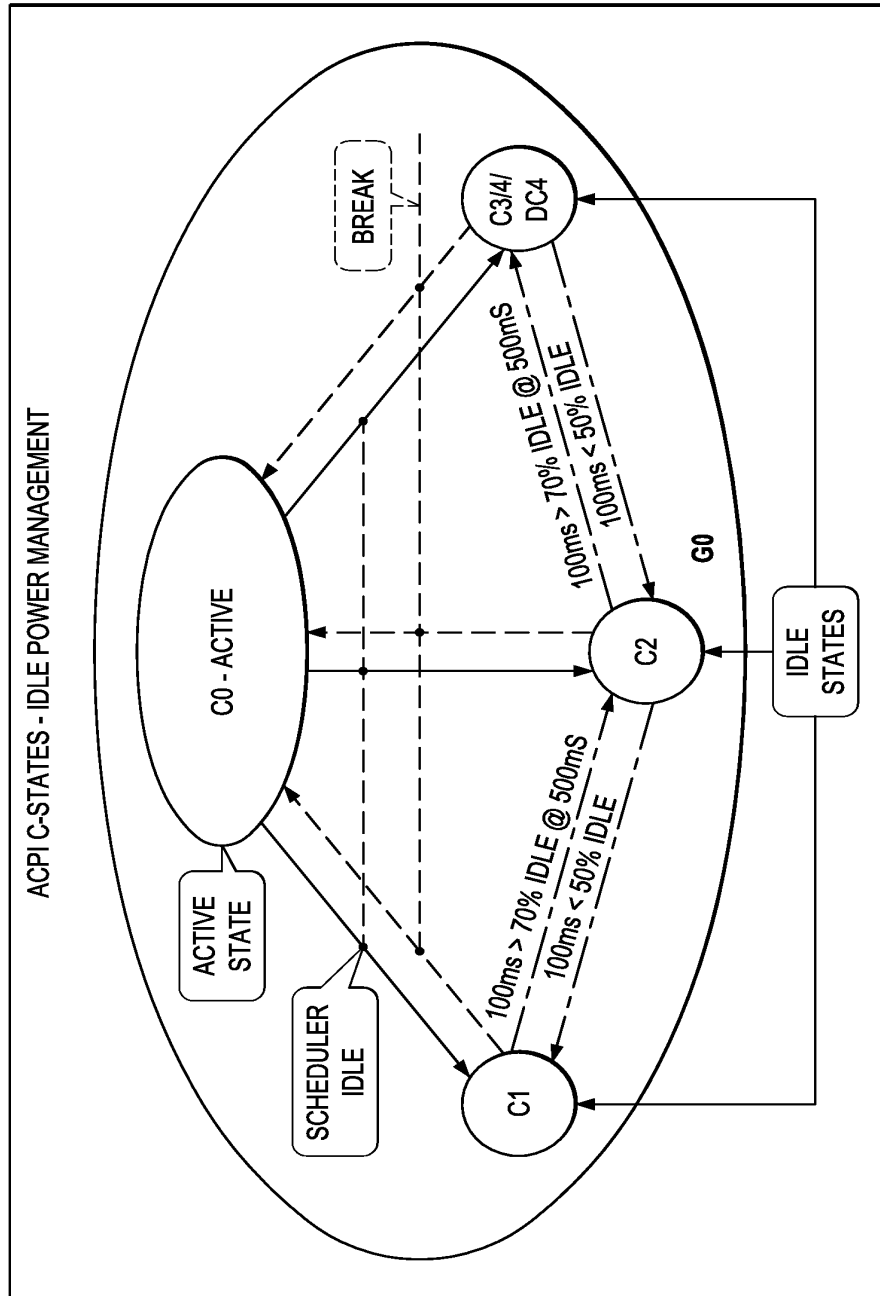 ACPI C-STATES - IDLE POWER MANAGEMENT
ACTIVE
STATE
C0 - ACTIVE
SCHEDULER
IDLE
BREAK
C1
100ms > 70% IDLE @ 500mS
100ms < 50% IDLE
C2
100ms > 70% IDLE @ 500mS
100ms < 50% IDLE
C3/4/
DC4
G0
IDLE
STATES